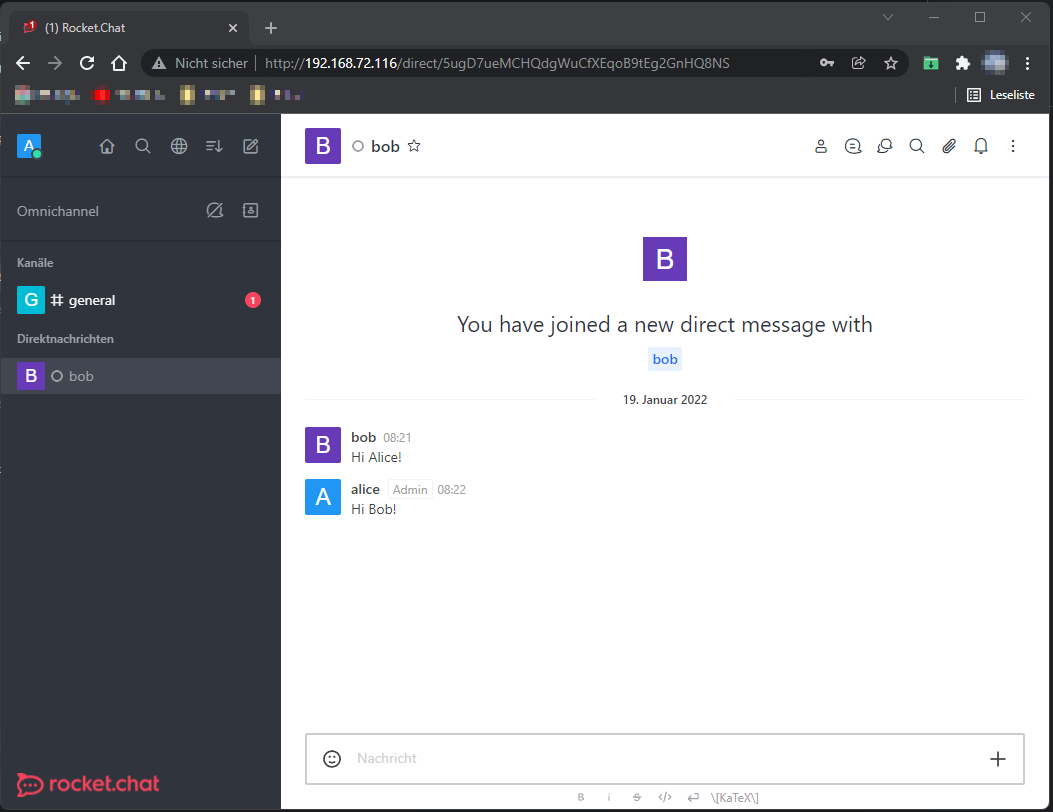 1
(1) Rocket.Chat
Nicht sicher
http://192.168.72.116/direct/5ugD7ueMCHQdgWuCfXEqoB9tEg2GnHQ8NS
Leseliste
A
B bob
Omnichannel
Kanäle
G # general 1
Direktnachrichten
B bob
B
You have joined a new direct message with
bob
19. Januar 2022
B bob 08:21
Hi Alice!
A alice Admin 08:22
Hi Bob!
Nachricht
B i S </> \[KaTeX\]
rocket.chat